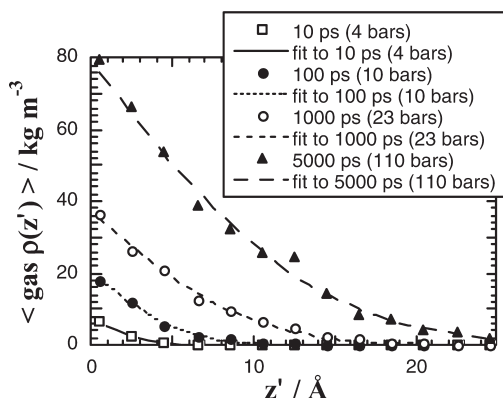 10 ps (4 bars)
fit to 10 ps (4 bars)
100 ps (10 bars)
fit to 100 ps (10 bars)
1000 ps (23 bars)
fit to 1000 ps (23 bars)
5000 ps (110 bars)
fit to 5000 ps (110 bars)
80
60
40
20
0
< gas ρ(z') > / kg m⁻³
0 10 20
z' / Å